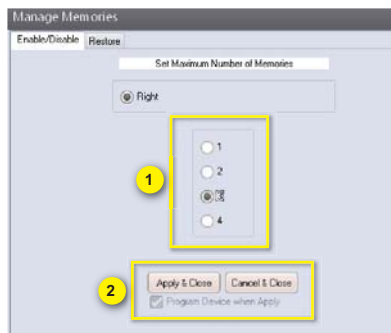 Manage Memories
Enable/Disable Restore
Set Maximum Number of Memories
Right
1
1
2
3
4
2
Apply & Close Cancel & Close
Program Device when Apply